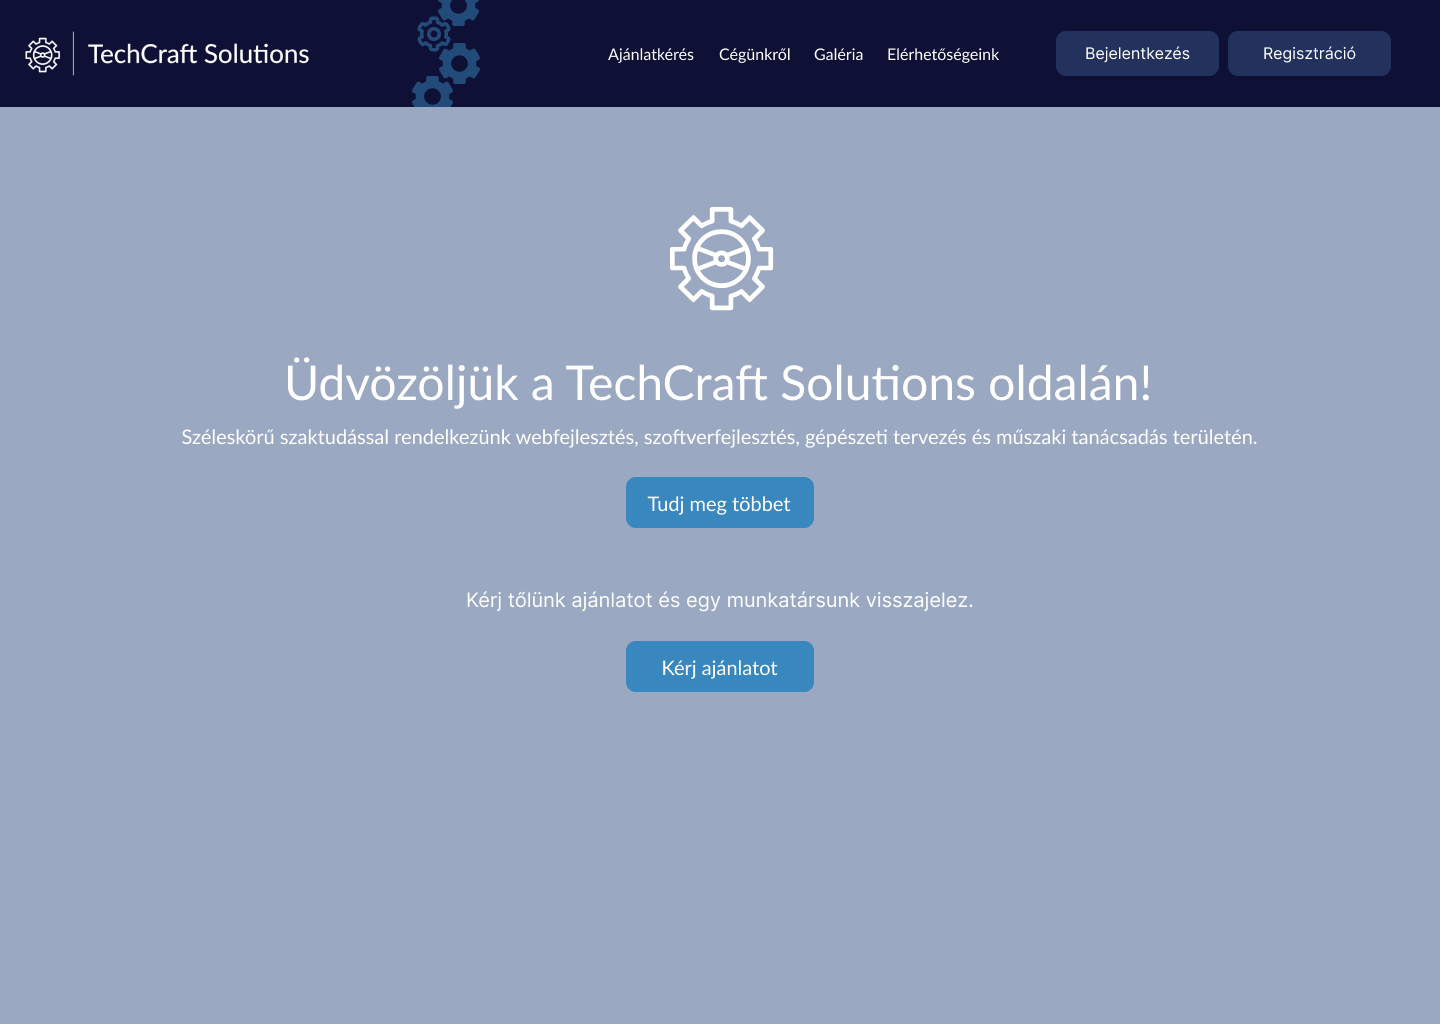 TechCraft Solutions
Ajánlatkérés Cégünkről Galéria Elérhetőségeink Bejelentkezés Regisztráció
Üdvözöljük a TechCraft Solutions oldalán!
Széleskörű szaktudással rendelkezünk webfejlesztés, szoftverfejlesztés, gépészeti tervezés és műszaki tanácsadás területén.
Tudj meg többet
Kérj tőlünk ajánlatot és egy munkatársunk visszajelez.
Kérj ajánlatot